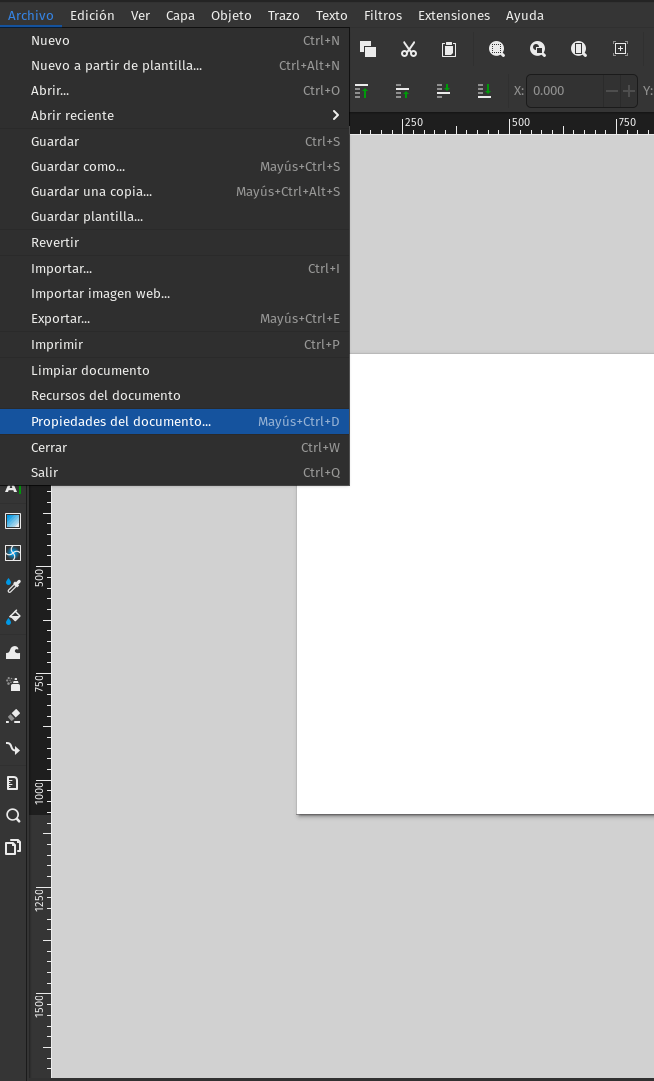 Archivo Edición Ver Capa Objeto Trazo Texto Filtros Extensiones Ayuda
Nuevo Ctrl+N
Nuevo a partir de plantilla... Ctrl+Alt+N
Abrir... Ctrl+O
X: 0.000 Y:
Abrir reciente
250 500 750
Guardar Ctrl+S
Guardar como... Mayús+Ctrl+S
Guardar una copia... Mayús+Ctrl+Alt+S
Guardar plantilla...
Revertir
Importar... Ctrl+I
Importar imagen web...
Exportar... Mayús+Ctrl+E
Imprimir Ctrl+P
Limpiar documento
Recursos del documento
Propiedades del documento... Mayús+Ctrl+D
Cerrar Ctrl+W
Salir Ctrl+Q
500
750
1000
1250
1500